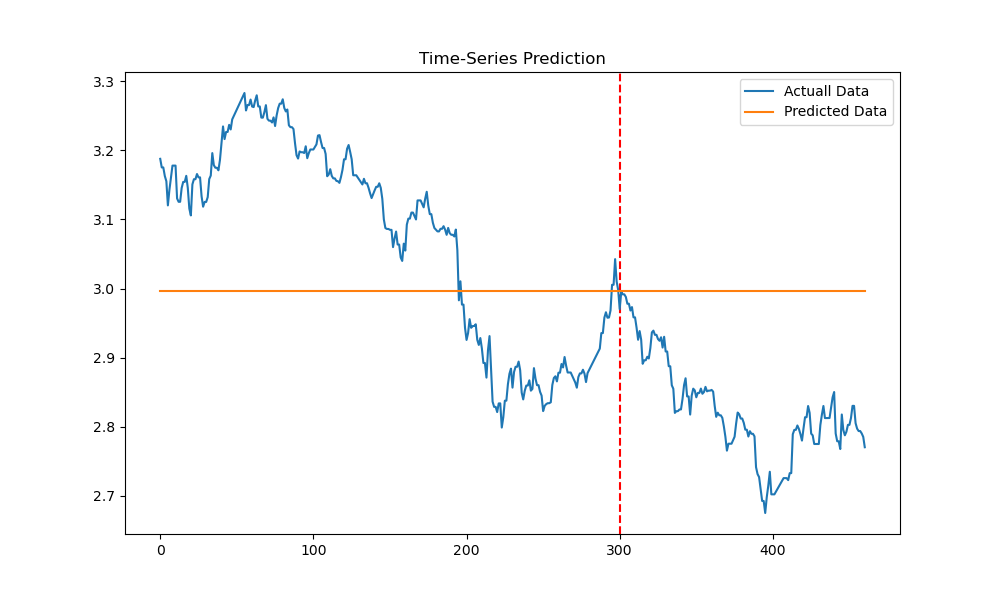 Time-Series Prediction
Actuall Data
Predicted Data
3.3
3.2
3.1
3.0
2.9
2.8
2.7
0 100 200 300 400